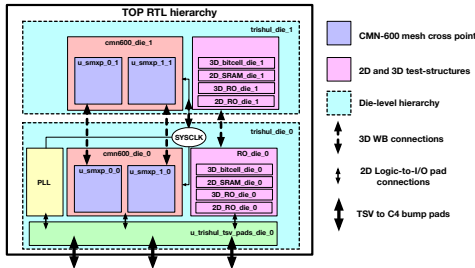 TOP RTL hierarchy
trishul_die_1
cmn600_die_1
u_smxp_0_1
u_smxp_1_1
3D_bitcell_die_1
2D_SRAM_die_1
3D_RO_die_1
2D_RO_die_1
SYSCLK
trishul_die_0
PLL
cmn600_die_0
u_smxp_0_0
u_smxp_1_0
RO_die_0
3D_bitcell_die_0
2D_SRAM_die_0
3D_RO_die_0
2D_RO_die_0
u_trishul_tsv_pads_die_0
CMN-600 mesh cross point
2D and 3D test-structures
Die-level hierarchy
3D WB connections
2D Logic-to-I/O pad
connections
TSV to C4 bump pads